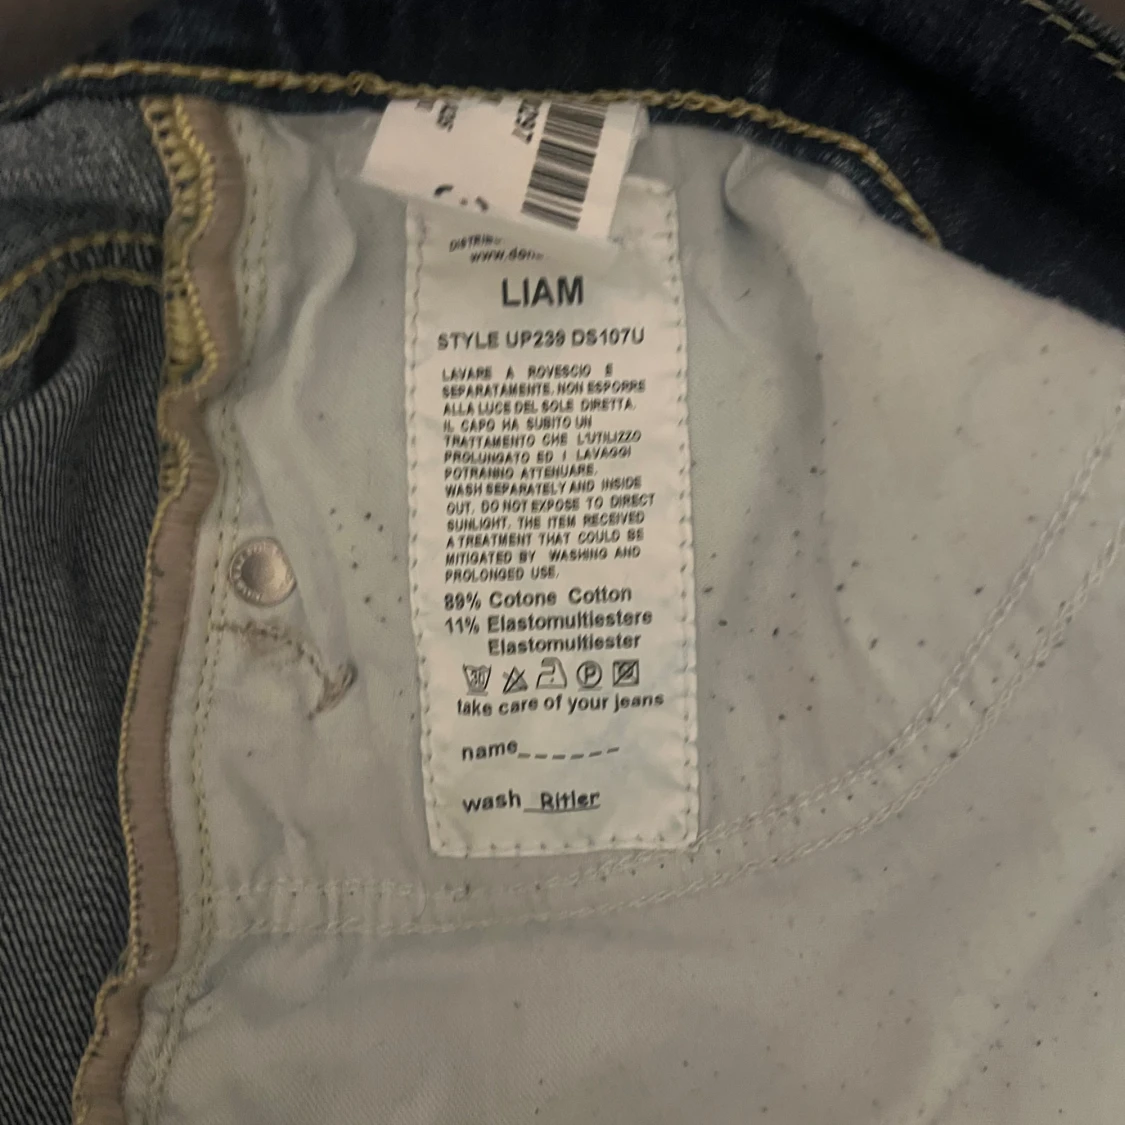 LIAM
STYLE UP239 DS107U
LAVARE A ROVESCIO E
SEPARATAMENTE. NON ESPORRE
ALLA LUCE DEL SOLE DIRETTA.
IL CAPO HA SUBITO UN
TRATTAMENTO CHE L'UTILIZZO
PROLUNGATO ED I LAVAGGI
POTRANNO ATTENUARE.
WASH SEPARATELY AND INSIDE
OUT, DO NOT EXPOSE TO DIRECT
SUNLIGHT, THE ITEM RECEIVED
A TREATMENT THAT COULD BE
MITIGATED BY WASHING AND
PROLONGED USE.
89% Cotone Cotton
11% Elastomultiestere
Elastomultiester
30 P
take care of your jeans
name_ _ _ _ _ _
wash Ritler